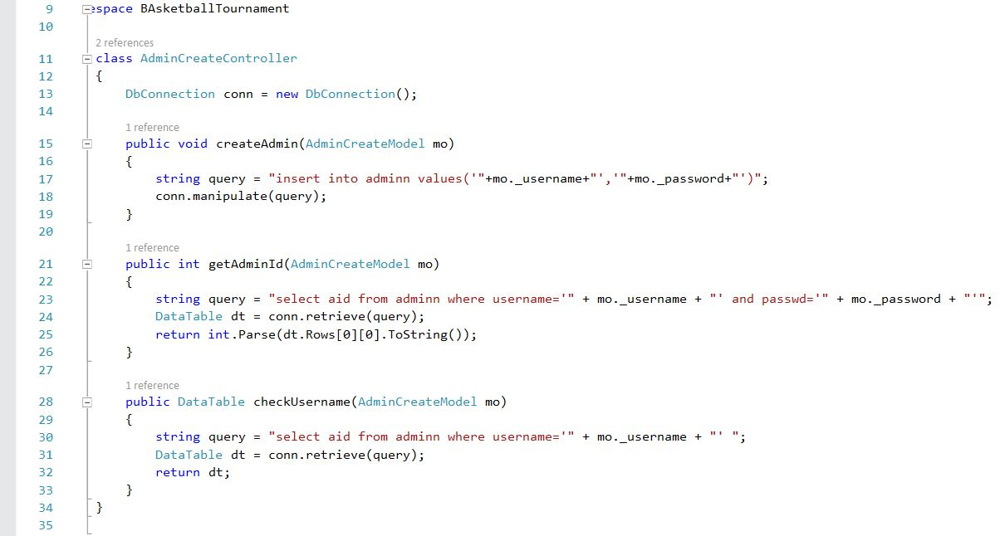 9 espace BAsketballTournament
10
2 references
11 class AdminCreateController
12 {
13 DbConnection conn = new DbConnection();
14
1 reference
15 public void createAdmin(AdminCreateModel mo)
16 {
17 string query = "insert into adminn values('"+mo._username+"','"+mo._password+"')";
18 conn.manipulate(query);
19 }
20
1 reference
21 public int getAdminId(AdminCreateModel mo)
22 {
23 string query = "select aid from adminn where username='" + mo._username + "' and passwd='" + mo._password + "'";
24 DataTable dt = conn.retrieve(query);
25 return int.Parse(dt.Rows[0][0].ToString());
26 }
27
1 reference
28 public DataTable checkUsername(AdminCreateModel mo)
29 {
30 string query = "select aid from adminn where username='" + mo._username + "' ";
31 DataTable dt = conn.retrieve(query);
32 return dt;
33 }
34 }
35